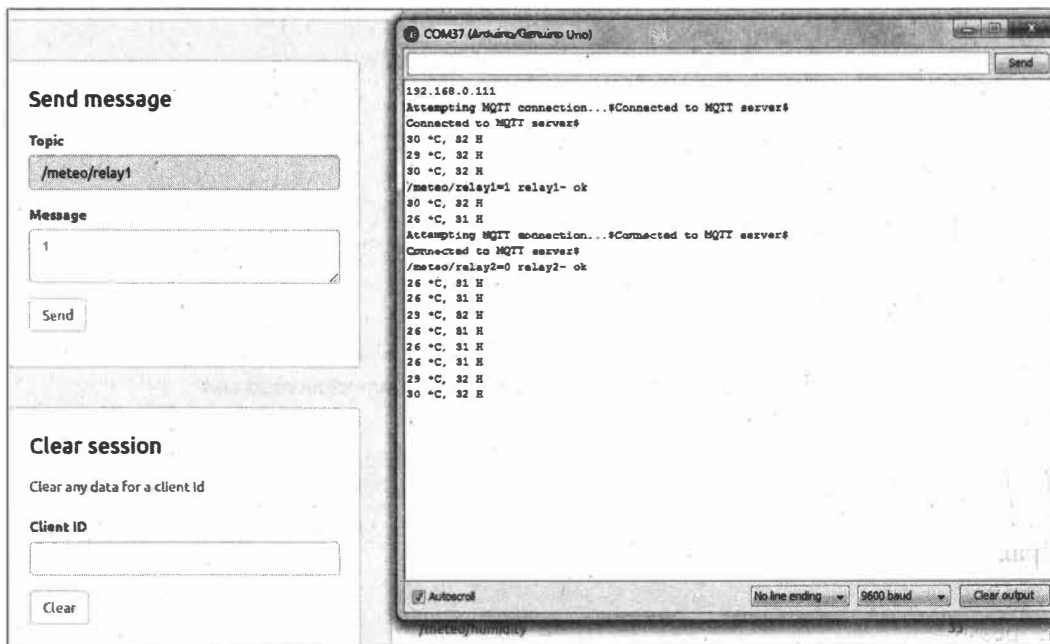 Send message
Topic
/meteo/relay1
Message
1
Send
Clear session
Clear any data for a client id
Client ID
Clear
COM37 (Arduino/Genuino Uno)
Send
192.168.0.111
Attempting MQTT connection...$Connected to MQTT server$
Connected to MQTT server$
30 *C, 32 H
29 *C, 32 H
30 *C, 32 H
/meteo/relay1=1 relay1- ok
30 *C, 32 H
26 *C, 31 H
Attempting MQTT connection...$Connected to MQTT server$
Connected to MQTT server$
/meteo/relay2=0 relay2- ok
26 *C, 31 H
26 *C, 31 H
29 *C, 32 H
26 *C, 31 H
26 *C, 31 H
26 *C, 31 H
29 *C, 32 H
30 *C, 32 H
Autoscroll
No line ending
9600 baud
Clear output
/meteo/humidity